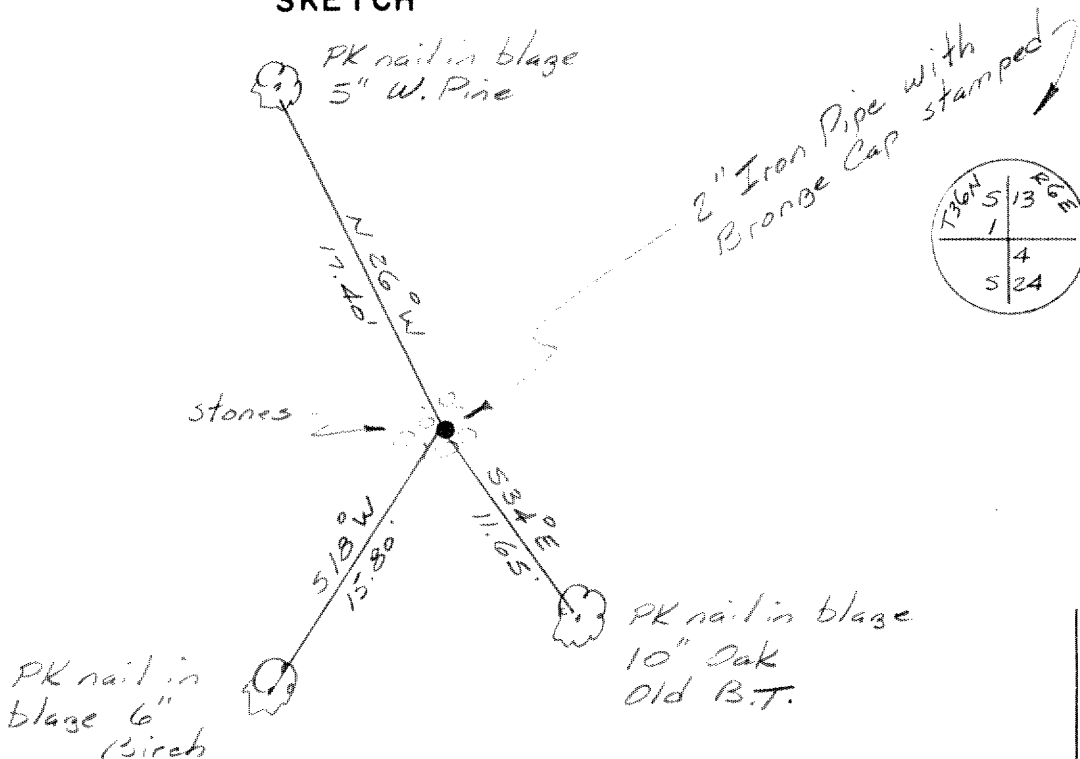 SKETCH
PK nail in blaze
5" W. Pine
2" Iron Pipe with
Bronze Cap stamped
T36N S 13 R6E
1
4
S 24
N 26° W
17.40'
stones
S 18° W
15.80'
S 34° E
11.65'
PK nail in blaze
10" Oak
Old B.T.
PK nail in
blaze 6"
Birch